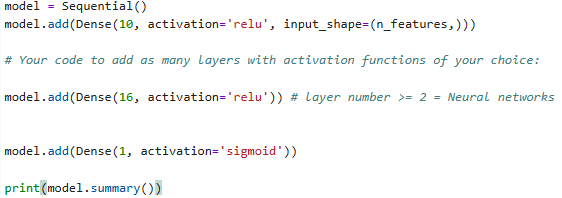 model = Sequential()
model.add(Dense(10, activation='relu', input_shape=(n_features,)))
# Your code to add as many layers with activation functions of your choice:
model.add(Dense(16, activation='relu')) # layer number >= 2 = Neural networks
model.add(Dense(1, activation='sigmoid'))
print(model.summary())